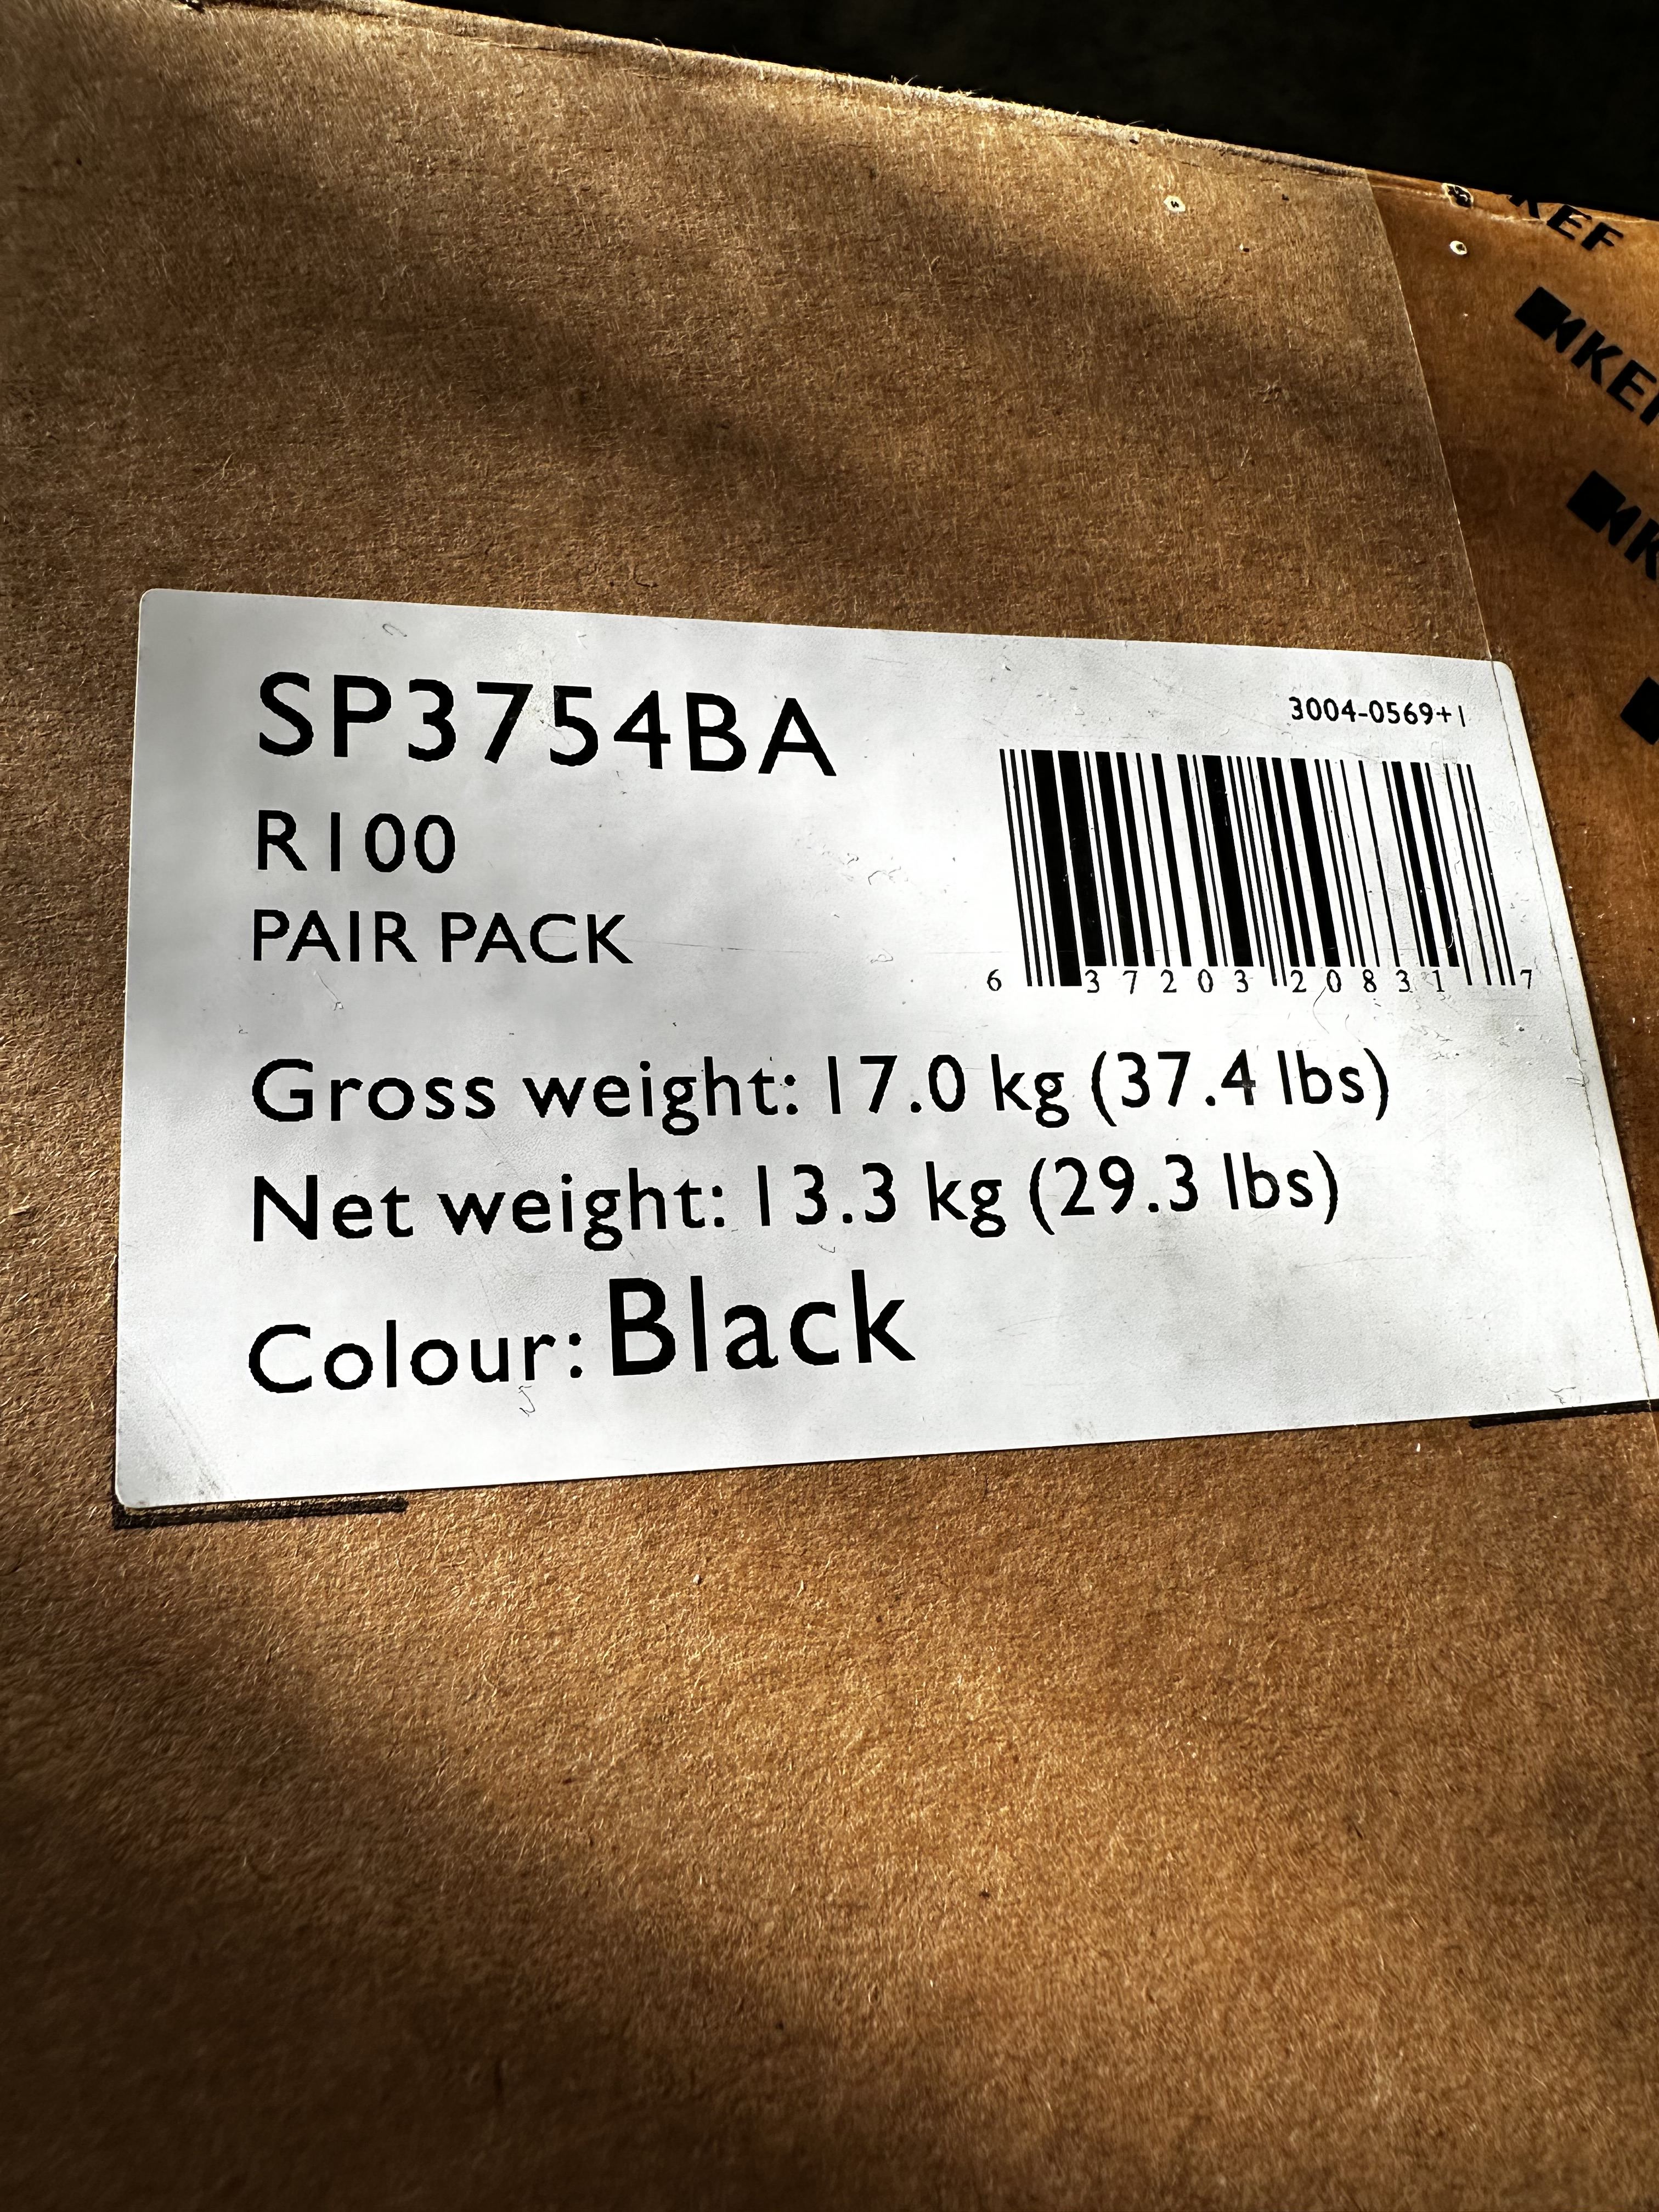 KEF
KEF
SP3754BA
3004-0569+1
R100
PAIR PACK
6 37203 20831 7
Gross weight: 17.0 kg (37.4 lbs)
Net weight: 13.3 kg (29.3 lbs)
Colour: Black